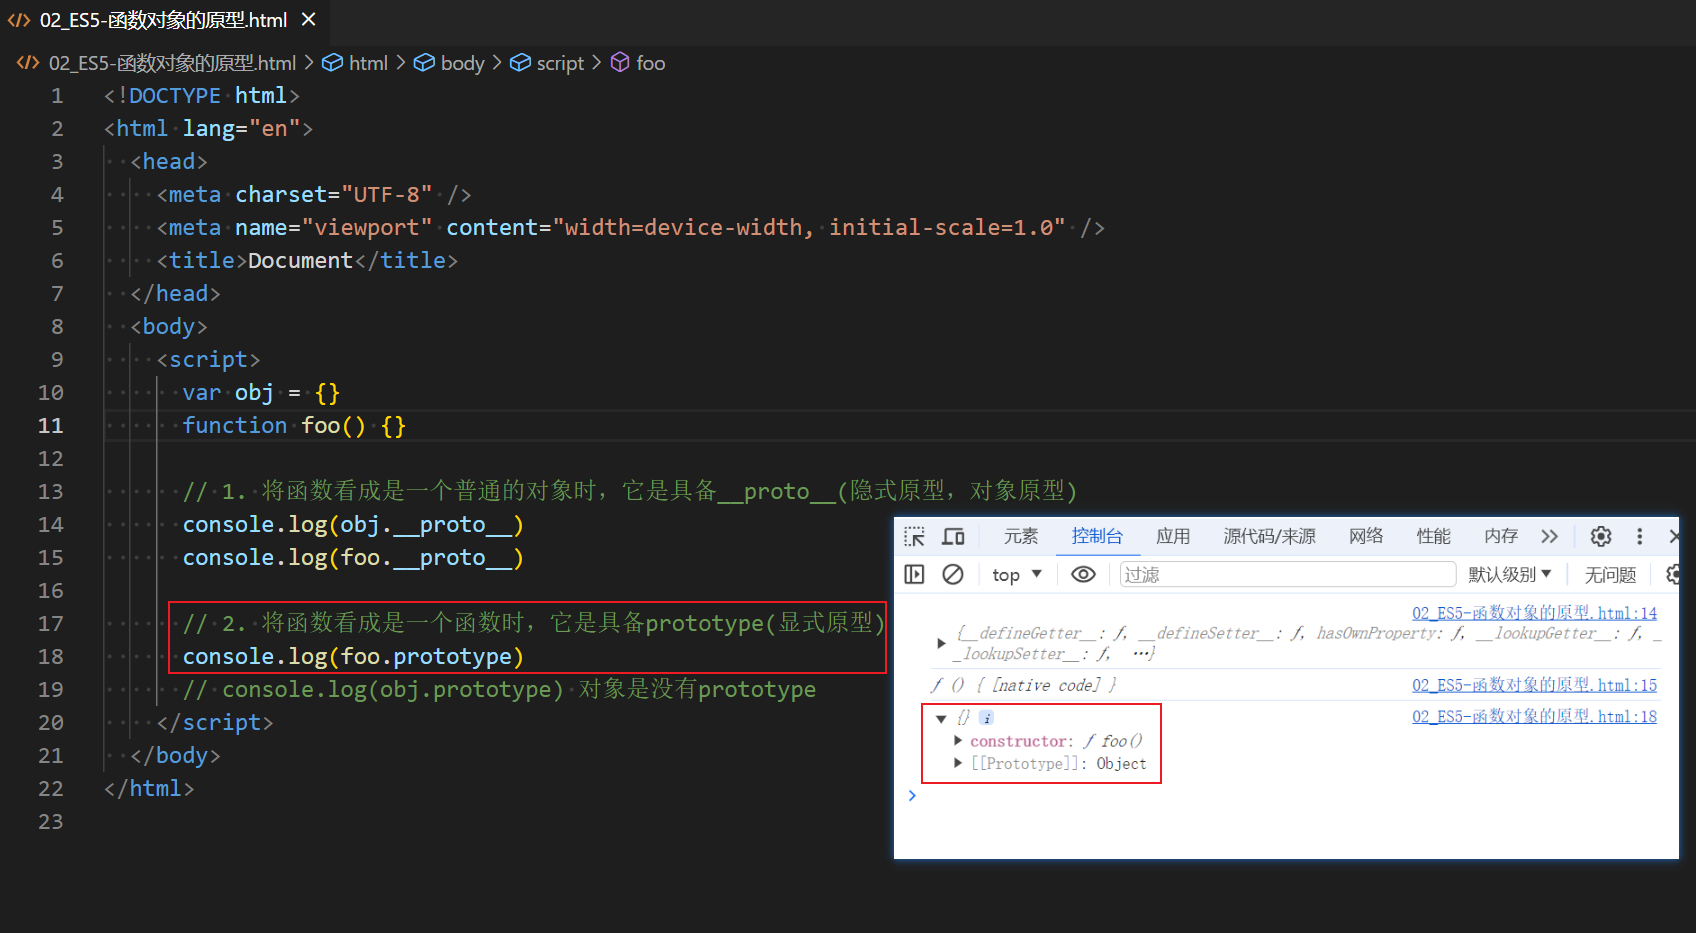 02_ES5-函数对象的原型.html
02_ES5-函数对象的原型.html > html > body > script > foo
1 <!DOCTYPE html>
2 <html lang="en">
3 <head>
4 <meta charset="UTF-8" />
5 <meta name="viewport" content="width=device-width, initial-scale=1.0" />
6 <title>Document</title>
7 </head>
8 <body>
9 <script>
10 var obj = {}
11 function foo() {}
12
13 // 1. 将函数看成是一个普通的对象时，它是具备__proto__(隐式原型，对象原型)
14 console.log(obj.__proto__)
15 console.log(foo.__proto__)
16
17 // 2. 将函数看成是一个函数时，它是具备prototype(显式原型)
18 console.log(foo.prototype)
19 // console.log(obj.prototype) 对象是没有prototype
20 </script>
21 </body>
22 </html>
23
元素 控制台 应用 源代码/来源 网络 性能 内存
top 过滤 默认级别 无问题
02_ES5-函数对象的原型.html:14
{__defineGetter__: ƒ, __defineSetter__: ƒ, hasOwnProperty: ƒ, __lookupGetter__: ƒ, _
_lookupSetter__: ƒ, …}
ƒ () { [native code] } 02_ES5-函数对象的原型.html:15
{} i 02_ES5-函数对象的原型.html:18
constructor: ƒ foo()
[[Prototype]]: Object